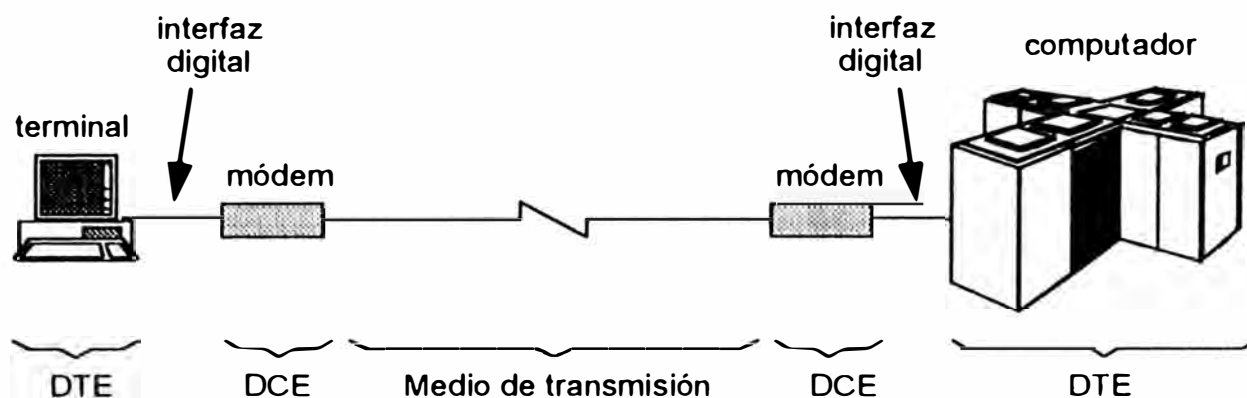 interfaz
digital
interfaz
digital
computador
terminal
módem
módem
DTE
DCE
Medio de transmisión
DCE
DTE